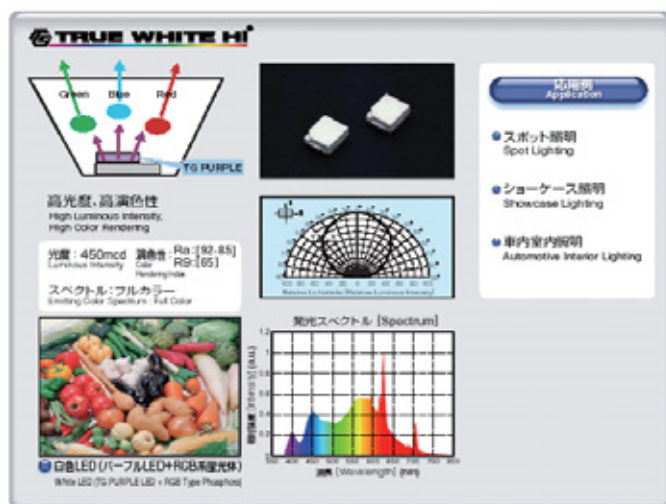 TRUE WHITE Hi
Green Blue Red
TG PURPLE
高光度、高演色性
High Luminous Intensity,
High Color Rendering
光度：450mcd
Luminous Intensity
演色性：Ra:[92-85]
R9:[65]
Color
Rendering Index
スペクトル：フルカラー
Emitting Color Spectrum : Full Color
白色LED(パープルLED+RGB系蛍光体)
White LED (TG PURPLE LED + RGB Type Phosphors)
発光スペクトル [Spectrum]
波長 [Wavelength] (nm)
応用例
Application
スポット照明
Spot Lighting
ショーケース照明
Showcase Lighting
車内室内照明
Automotive Interior Lighting